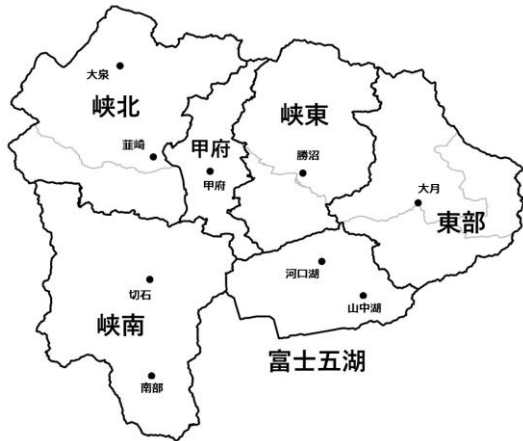 大泉
峡北
韮崎
甲府
甲府
峡東
勝沼
大月
東部
河口湖
山中湖
富士五湖
切石
峡南
南部